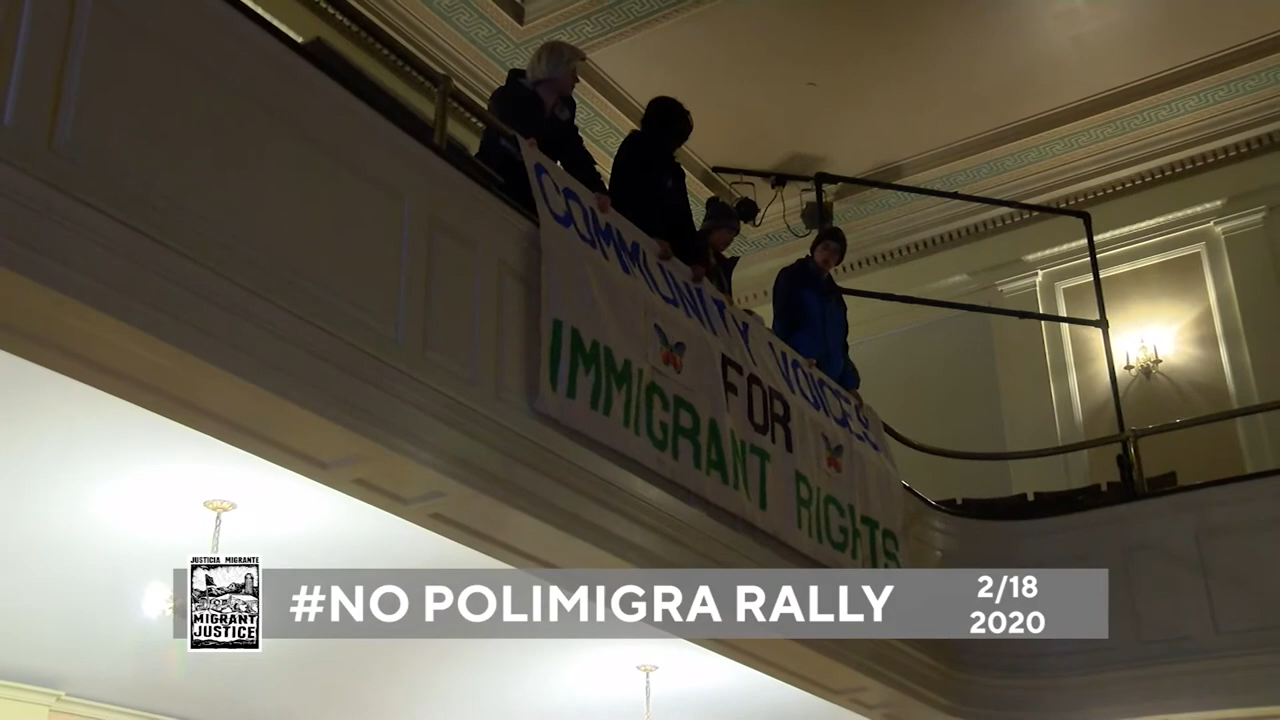 COMMUNITY VOICES
FOR
IMMIGRANT RIGHTS
JUSTICIA MIGRANTE
MIGRANT
JUSTICE
#NO POLIMIGRA RALLY
2/18
2020